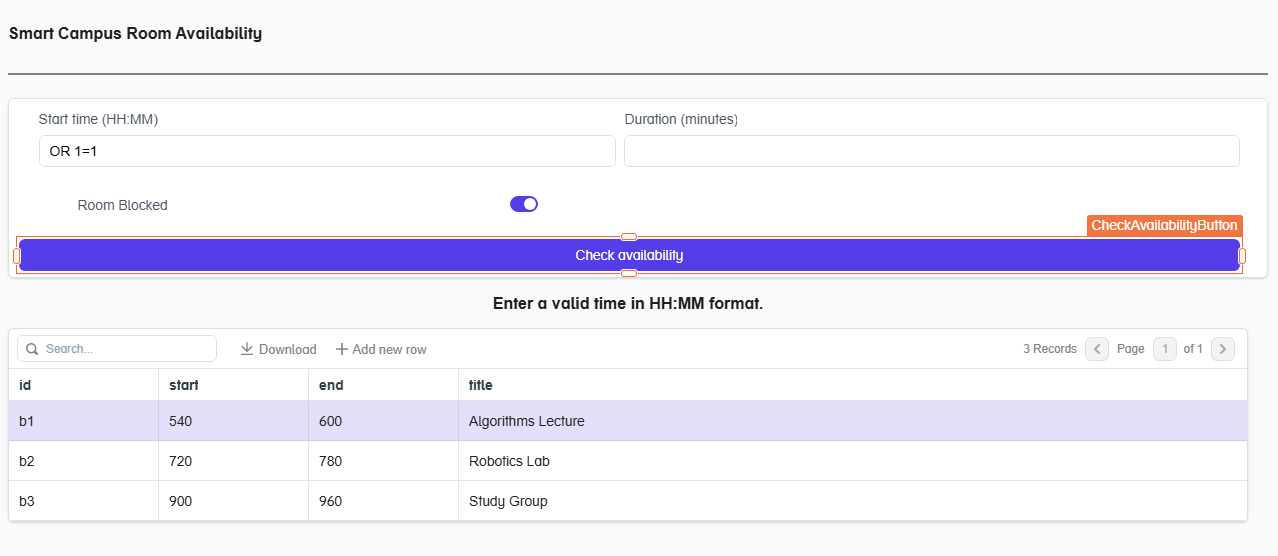 Smart Campus Room Availability
Start time (HH:MM) Duration (minutes)
OR 1=1
Room Blocked
CheckAvailabilityButton
Check availability
Enter a valid time in HH:MM format.
Search... Download Add new row 3 Records Page 1 of 1
id start end title
b1 540 600 Algorithms Lecture
b2 720 780 Robotics Lab
b3 900 960 Study Group